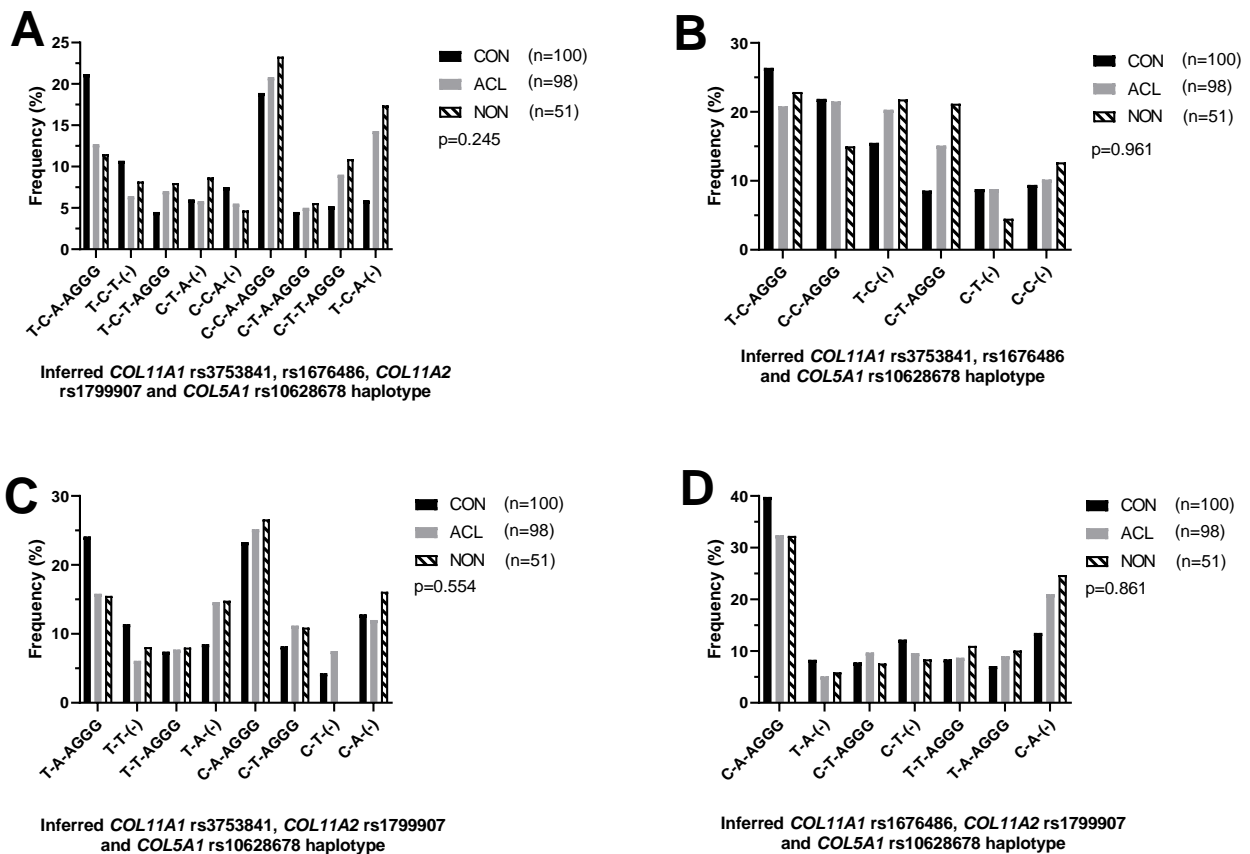 A
Frequency (%)
25
20
15
10
5
0
CON (n=100)
ACL (n=98)
NON (n=51)
p=0.245
T-C-A-AGGG
T-C-T-(-)
T-C-T-AGGG
C-T-A-(-)
C-C-A-(-)
C-C-A-AGGG
C-T-A-AGGG
C-T-T-AGGG
T-C-A-(-)
Inferred COL11A1 rs3753841, rs1676486, COL11A2
rs1799907 and COL5A1 rs10628678 haplotype
B
Frequency (%)
30
20
10
0
CON (n=100)
ACL (n=98)
NON (n=51)
p=0.961
T-C-AGGG
C-C-AGGG
T-C-(-)
C-T-AGGG
C-T-(-)
C-C-(-)
Inferred COL11A1 rs3753841, rs1676486
and COL5A1 rs10628678 haplotype
C
Frequency (%)
30
20
10
0
CON (n=100)
ACL (n=98)
NON (n=51)
p=0.554
T-A-AGGG
T-T-(-)
T-T-AGGG
T-A-(-)
C-A-AGGG
C-T-AGGG
C-T-(-)
C-A-(-)
Inferred COL11A1 rs3753841, COL11A2 rs1799907
and COL5A1 rs10628678 haplotype
D
Frequency (%)
40
30
20
10
0
CON (n=100)
ACL (n=98)
NON (n=51)
p=0.861
C-A-AGGG
T-A-(-)
C-T-AGGG
C-T-(-)
T-T-AGGG
T-A-AGGG
C-A-(-)
Inferred COL11A1 rs1676486, COL11A2 rs1799907
and COL5A1 rs10628678 haplotype